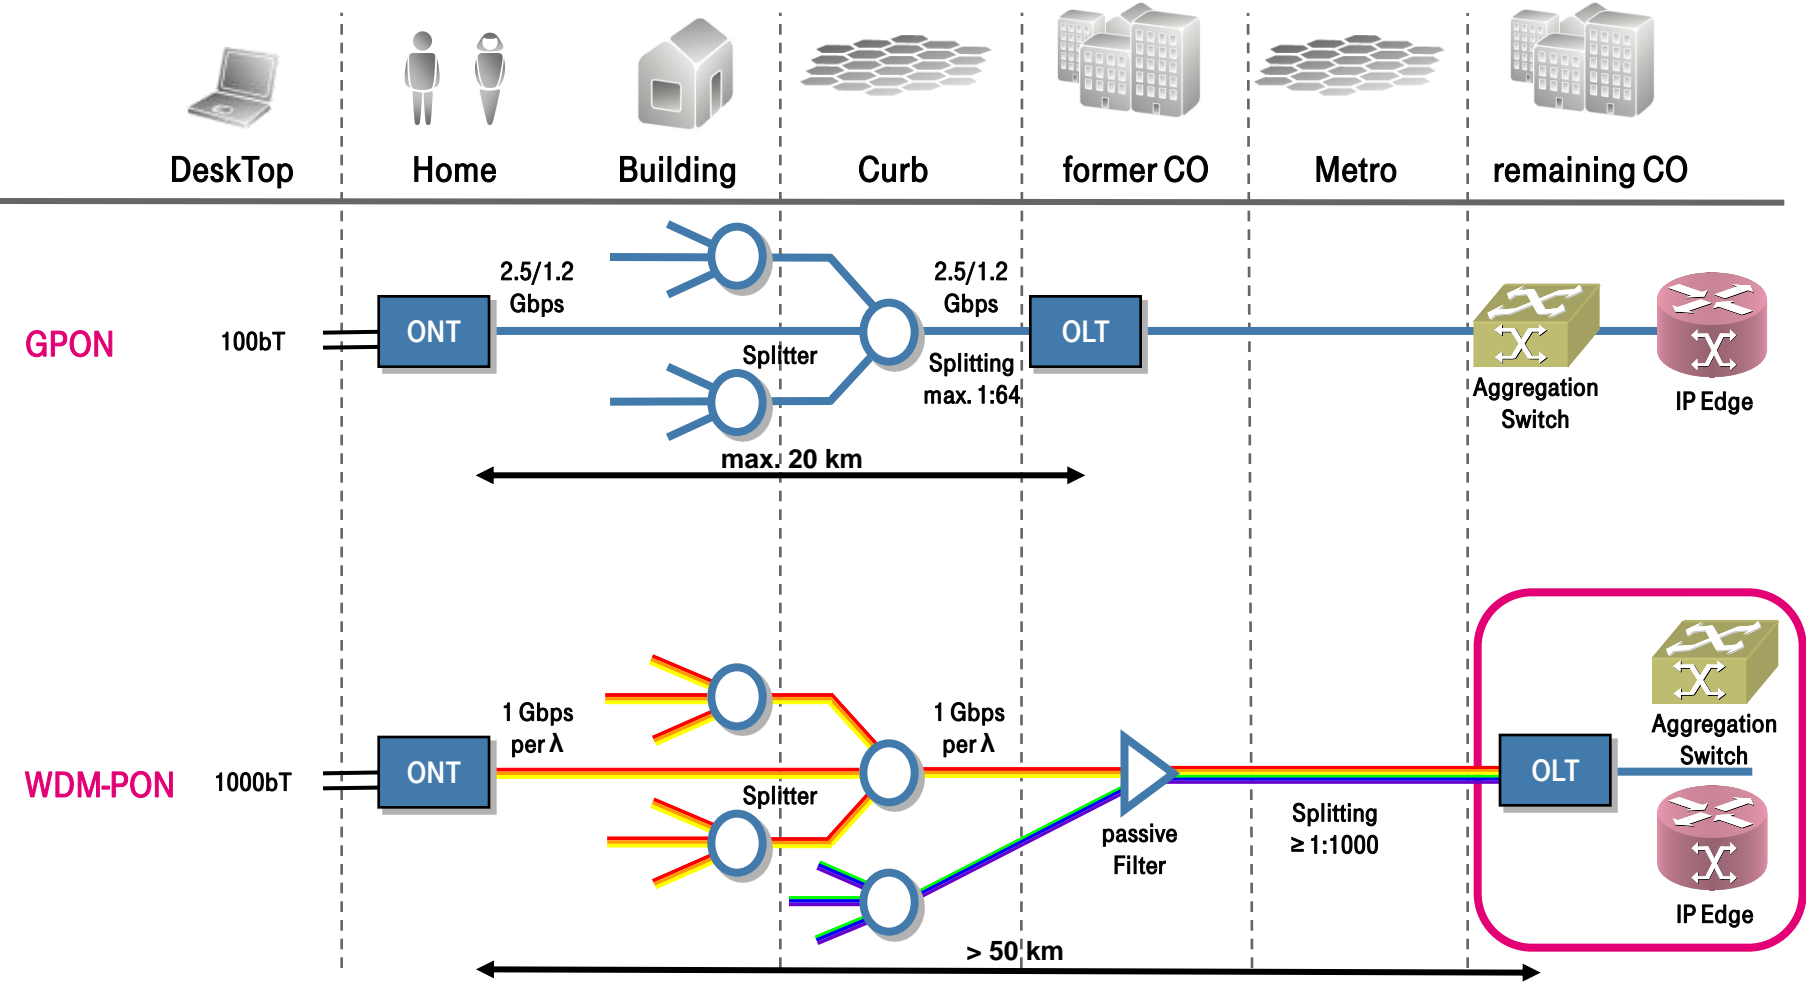 DeskTop
Home
Building
Curb
former CO
Metro
remaining CO
GPON
100bT
ONT
2.5/1.2
Gbps
Splitter
2.5/1.2
Gbps
Splitting
max. 1:64
OLT
Aggregation
Switch
IP Edge
max. 20 km
WDM-PON
1000bT
ONT
1 Gbps
per λ
Splitter
1 Gbps
per λ
passive
Filter
Splitting
≥ 1:1000
OLT
Aggregation
Switch
IP Edge
> 50 km